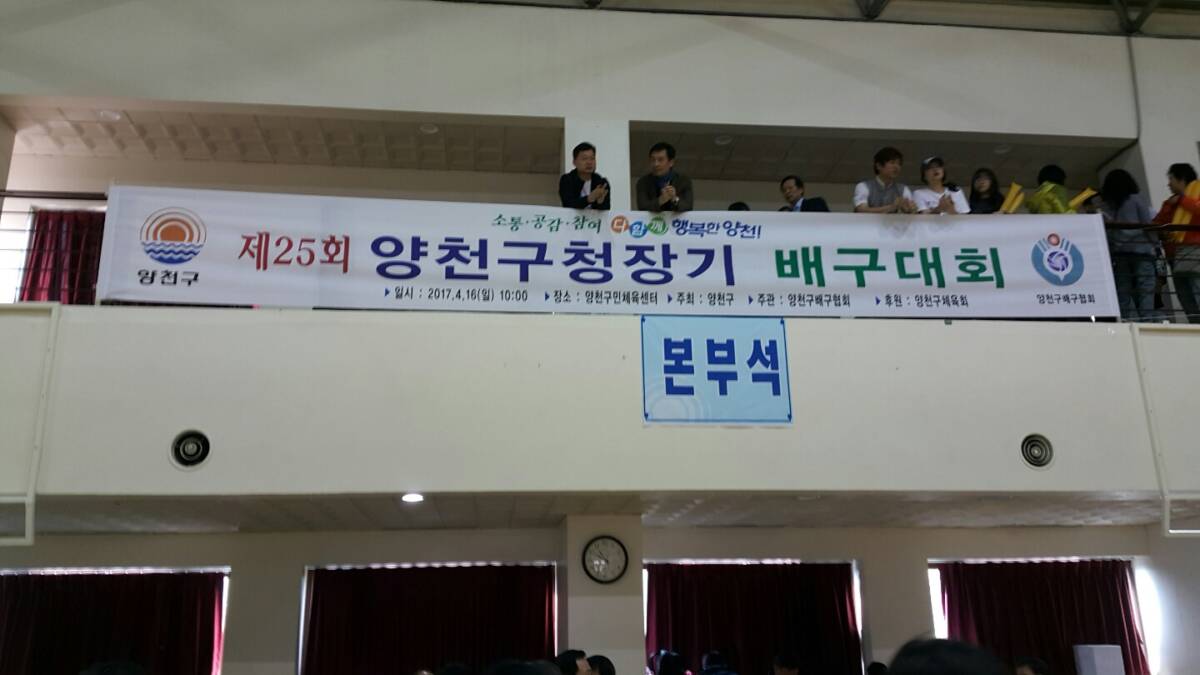 소통·공감·참여 다함께 행복한 양천!
양천구
제25회 양천구청장기 배구대회
양천구배구협회
▶일시 : 2017.4.16(일) 10:00 ▶장소 : 양천구민체육센터 ▶주최 : 양천구 ▶주관 : 양천구배구협회 ▶후원 : 양천구체육회
본부석